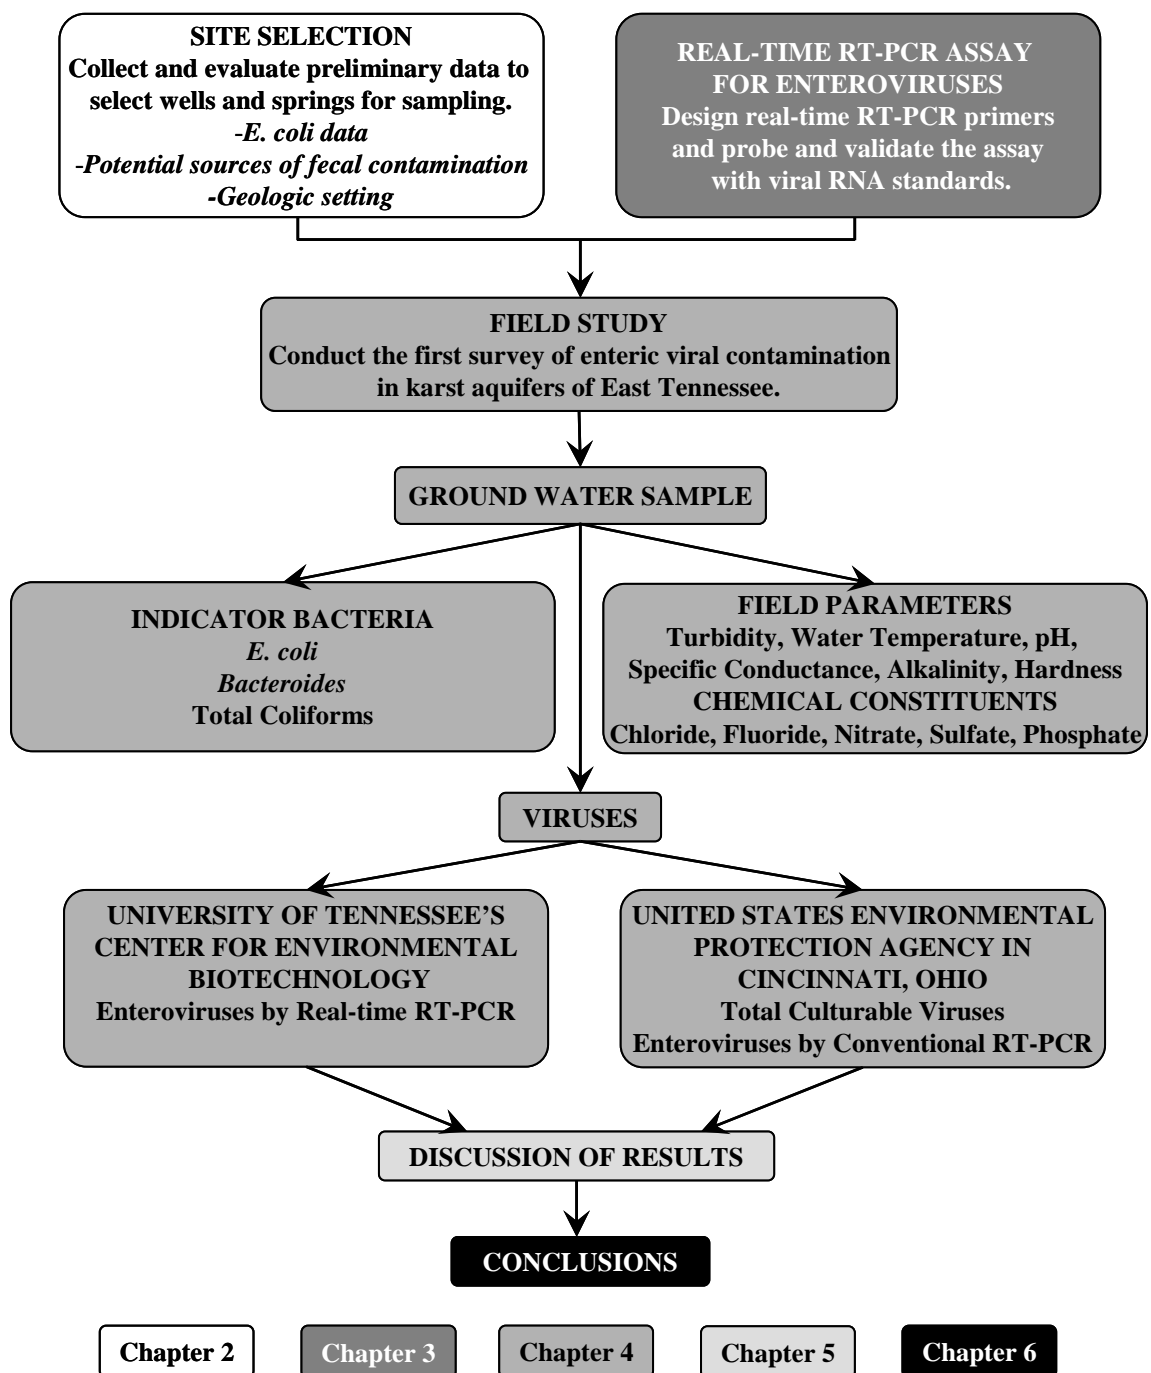 SITE SELECTION
Collect and evaluate preliminary data to
select wells and springs for sampling.
-E. coli data
-Potential sources of fecal contamination
-Geologic setting
REAL-TIME RT-PCR ASSAY
FOR ENTEROVIRUSES
Design real-time RT-PCR primers
and probe and validate the assay
with viral RNA standards.
FIELD STUDY
Conduct the first survey of enteric viral contamination
in karst aquifers of East Tennessee.
GROUND WATER SAMPLE
INDICATOR BACTERIA
E. coli
Bacteroides
Total Coliforms
FIELD PARAMETERS
Turbidity, Water Temperature, pH,
Specific Conductance, Alkalinity, Hardness
CHEMICAL CONSTITUENTS
Chloride, Fluoride, Nitrate, Sulfate, Phosphate
VIRUSES
UNIVERSITY OF TENNESSEE'S
CENTER FOR ENVIRONMENTAL
BIOTECHNOLOGY
Enteroviruses by Real-time RT-PCR
UNITED STATES ENVIRONMENTAL
PROTECTION AGENCY IN
CINCINNATI, OHIO
Total Culturable Viruses
Enteroviruses by Conventional RT-PCR
DISCUSSION OF RESULTS
CONCLUSIONS
Chapter 2
Chapter 3
Chapter 4
Chapter 5
Chapter 6